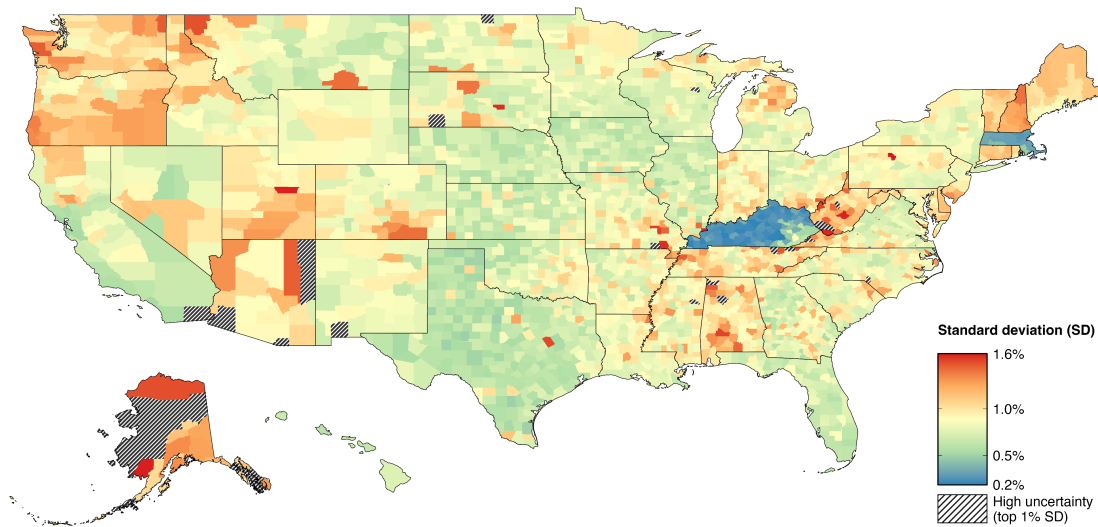 Standard deviation (SD)
1.6%
1.0%
0.5%
0.2%
High uncertainty
(top 1% SD)